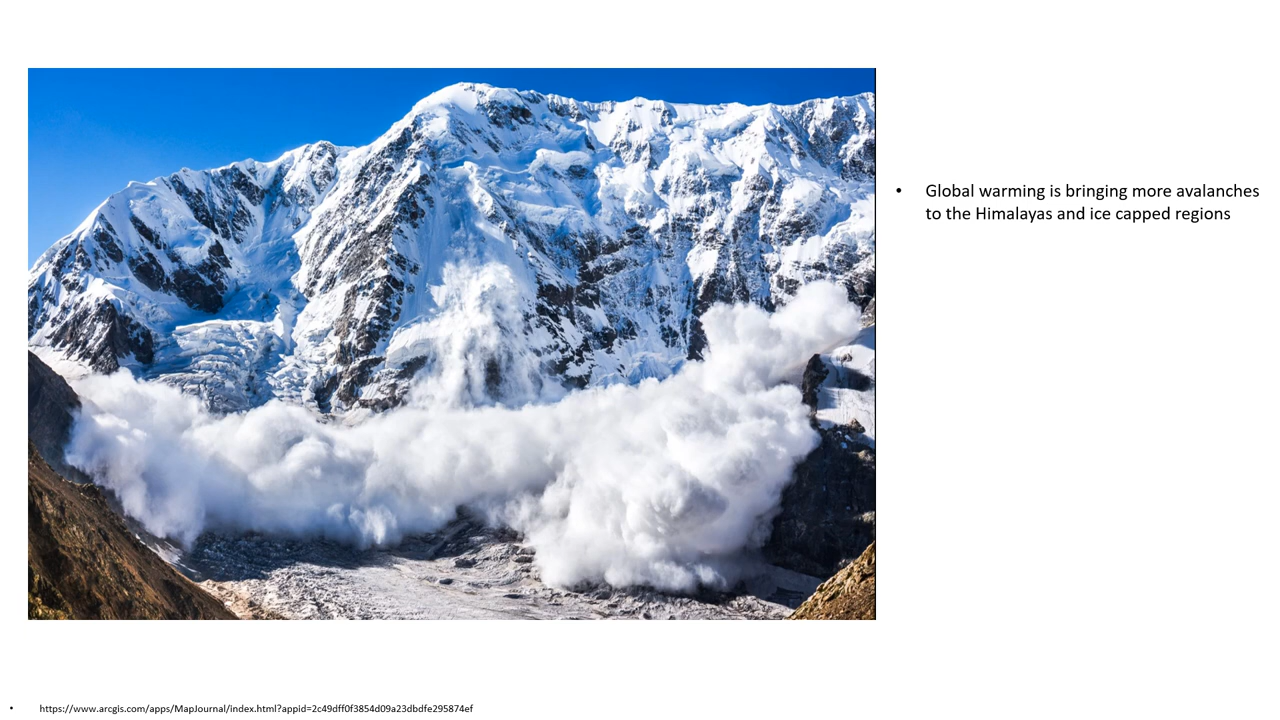 • Global warming is bringing more avalanches
to the Himalayas and ice capped regions
• https://www.arcgis.com/apps/MapJournal/index.html?appid=2c49dff0f3854d09a23dbdfe295874ef